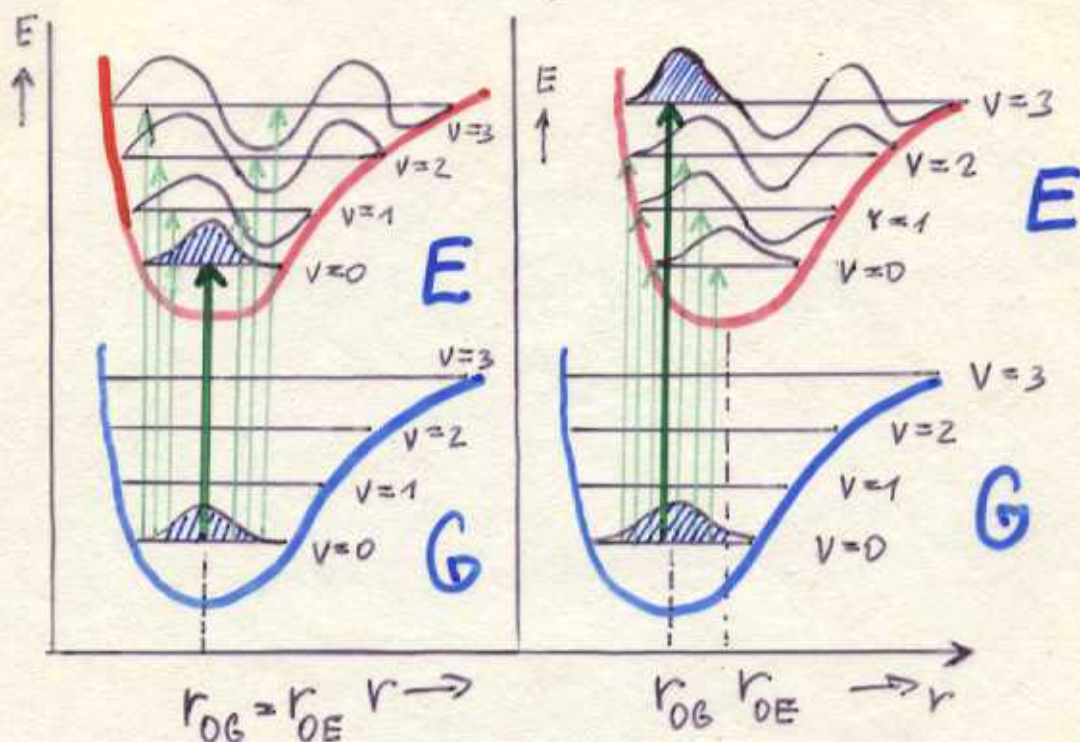 E
V=3
V=2
V=1
V=0
E
V=3
V=2
V=1
V=0
G
r₀G = r₀E r →
E
V=3
V=2
V=1
V=0
E
V=3
V=2
V=1
V=0
G
r₀G r₀E → r